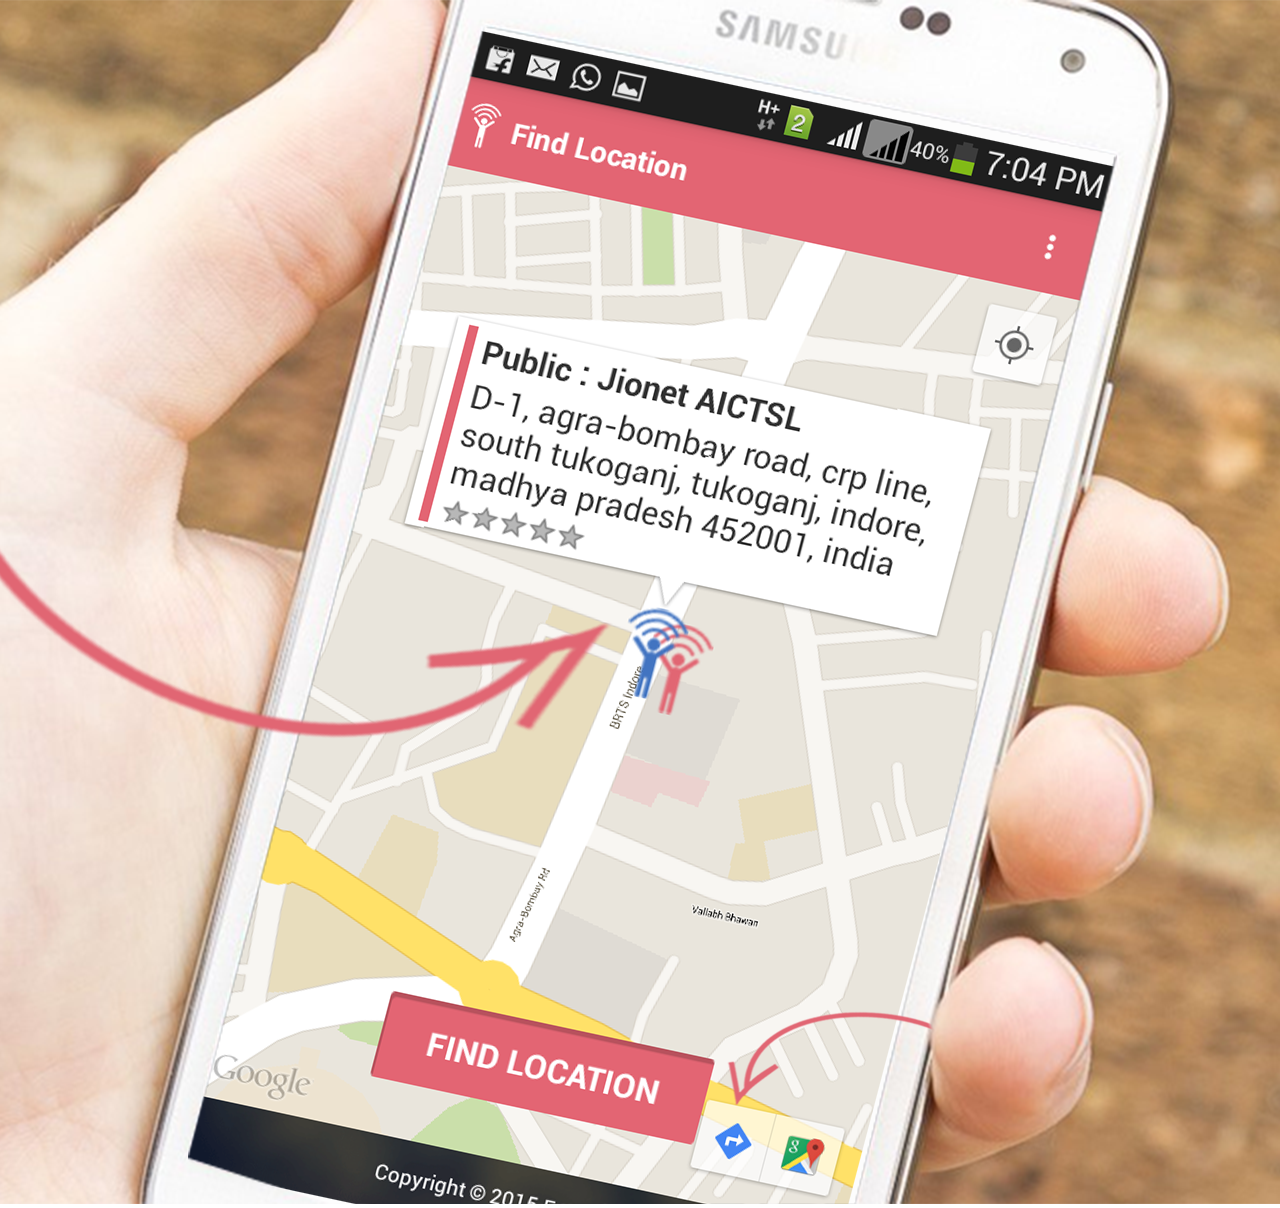 SAMSU
H+
2
40%
7:04 PM
Find Location
Public : Jionet AICTSL
D-1, agra-bombay road, crp line,
south tukoganj, tukoganj, indore,
madhya pradesh 452001, india
BRTS Indore
Agra-Bombay Rd
Vallabh Bhawan
FIND LOCATION
Google
g
Copyright © 2015